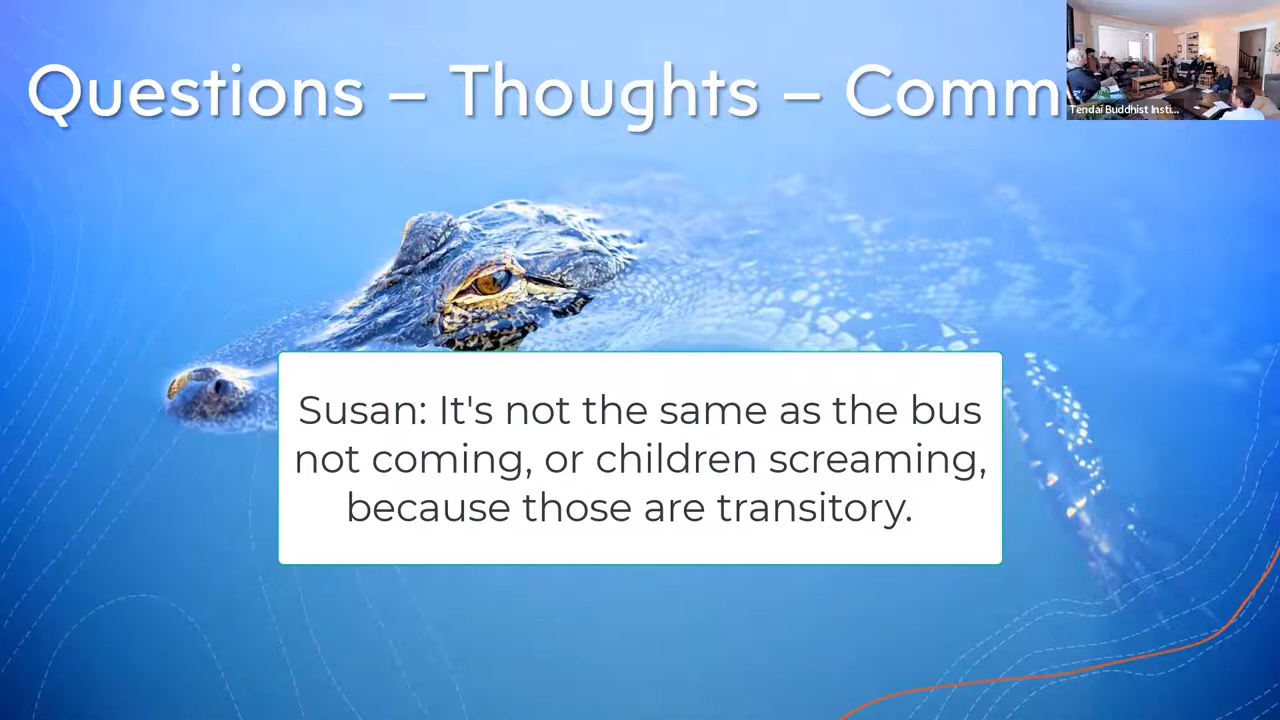 Questions – Thoughts – Comm
Tendai Buddhist Insti...
Susan: It's not the same as the bus
not coming, or children screaming,
because those are transitory.